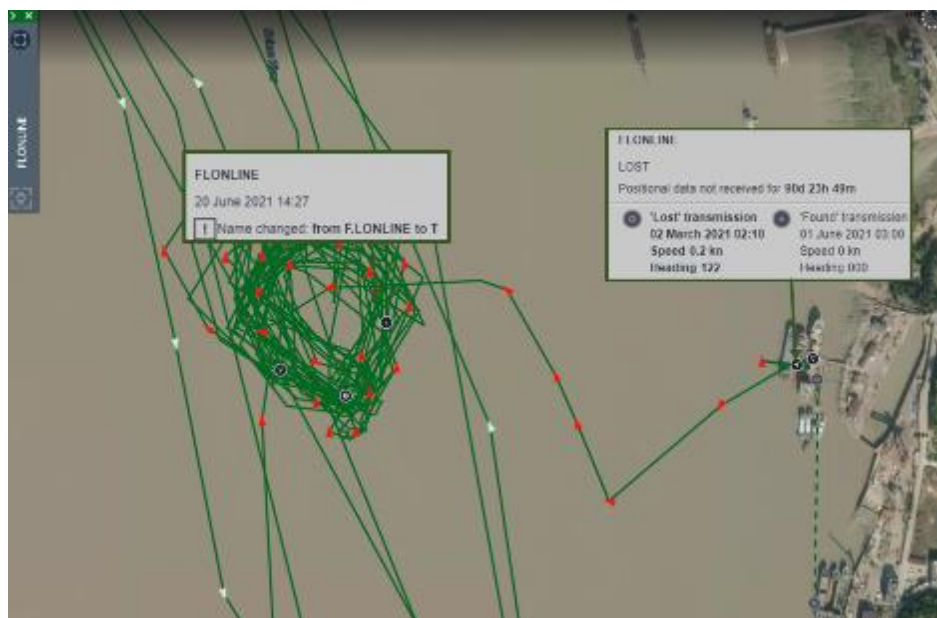 FLONLINE
FLONLINE
20 June 2021 14:27
! Name changed: from F.LONLINE to T
FLONLINE
LOST
Positional data not received for 90d 23h 49m
'Lost' transmission
02 March 2021 02:10
Speed 0.2 kn
Heading 122
'Found' transmission
01 June 2021 03:00
Speed 0 kn
Heading 000